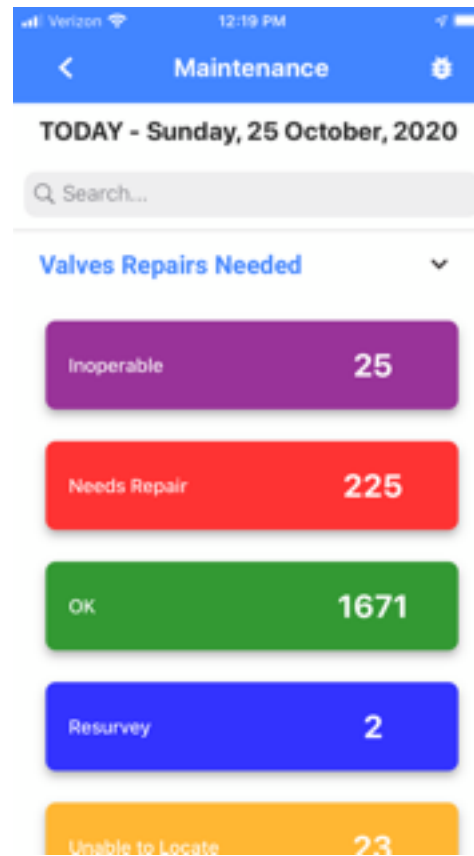 Verizon 12:19 PM
Maintenance
TODAY - Sunday, 25 October, 2020
Search...
Valves Repairs Needed
Inoperable 25
Needs Repair 225
OK 1671
Resurvey 2
Unable to Locate 23